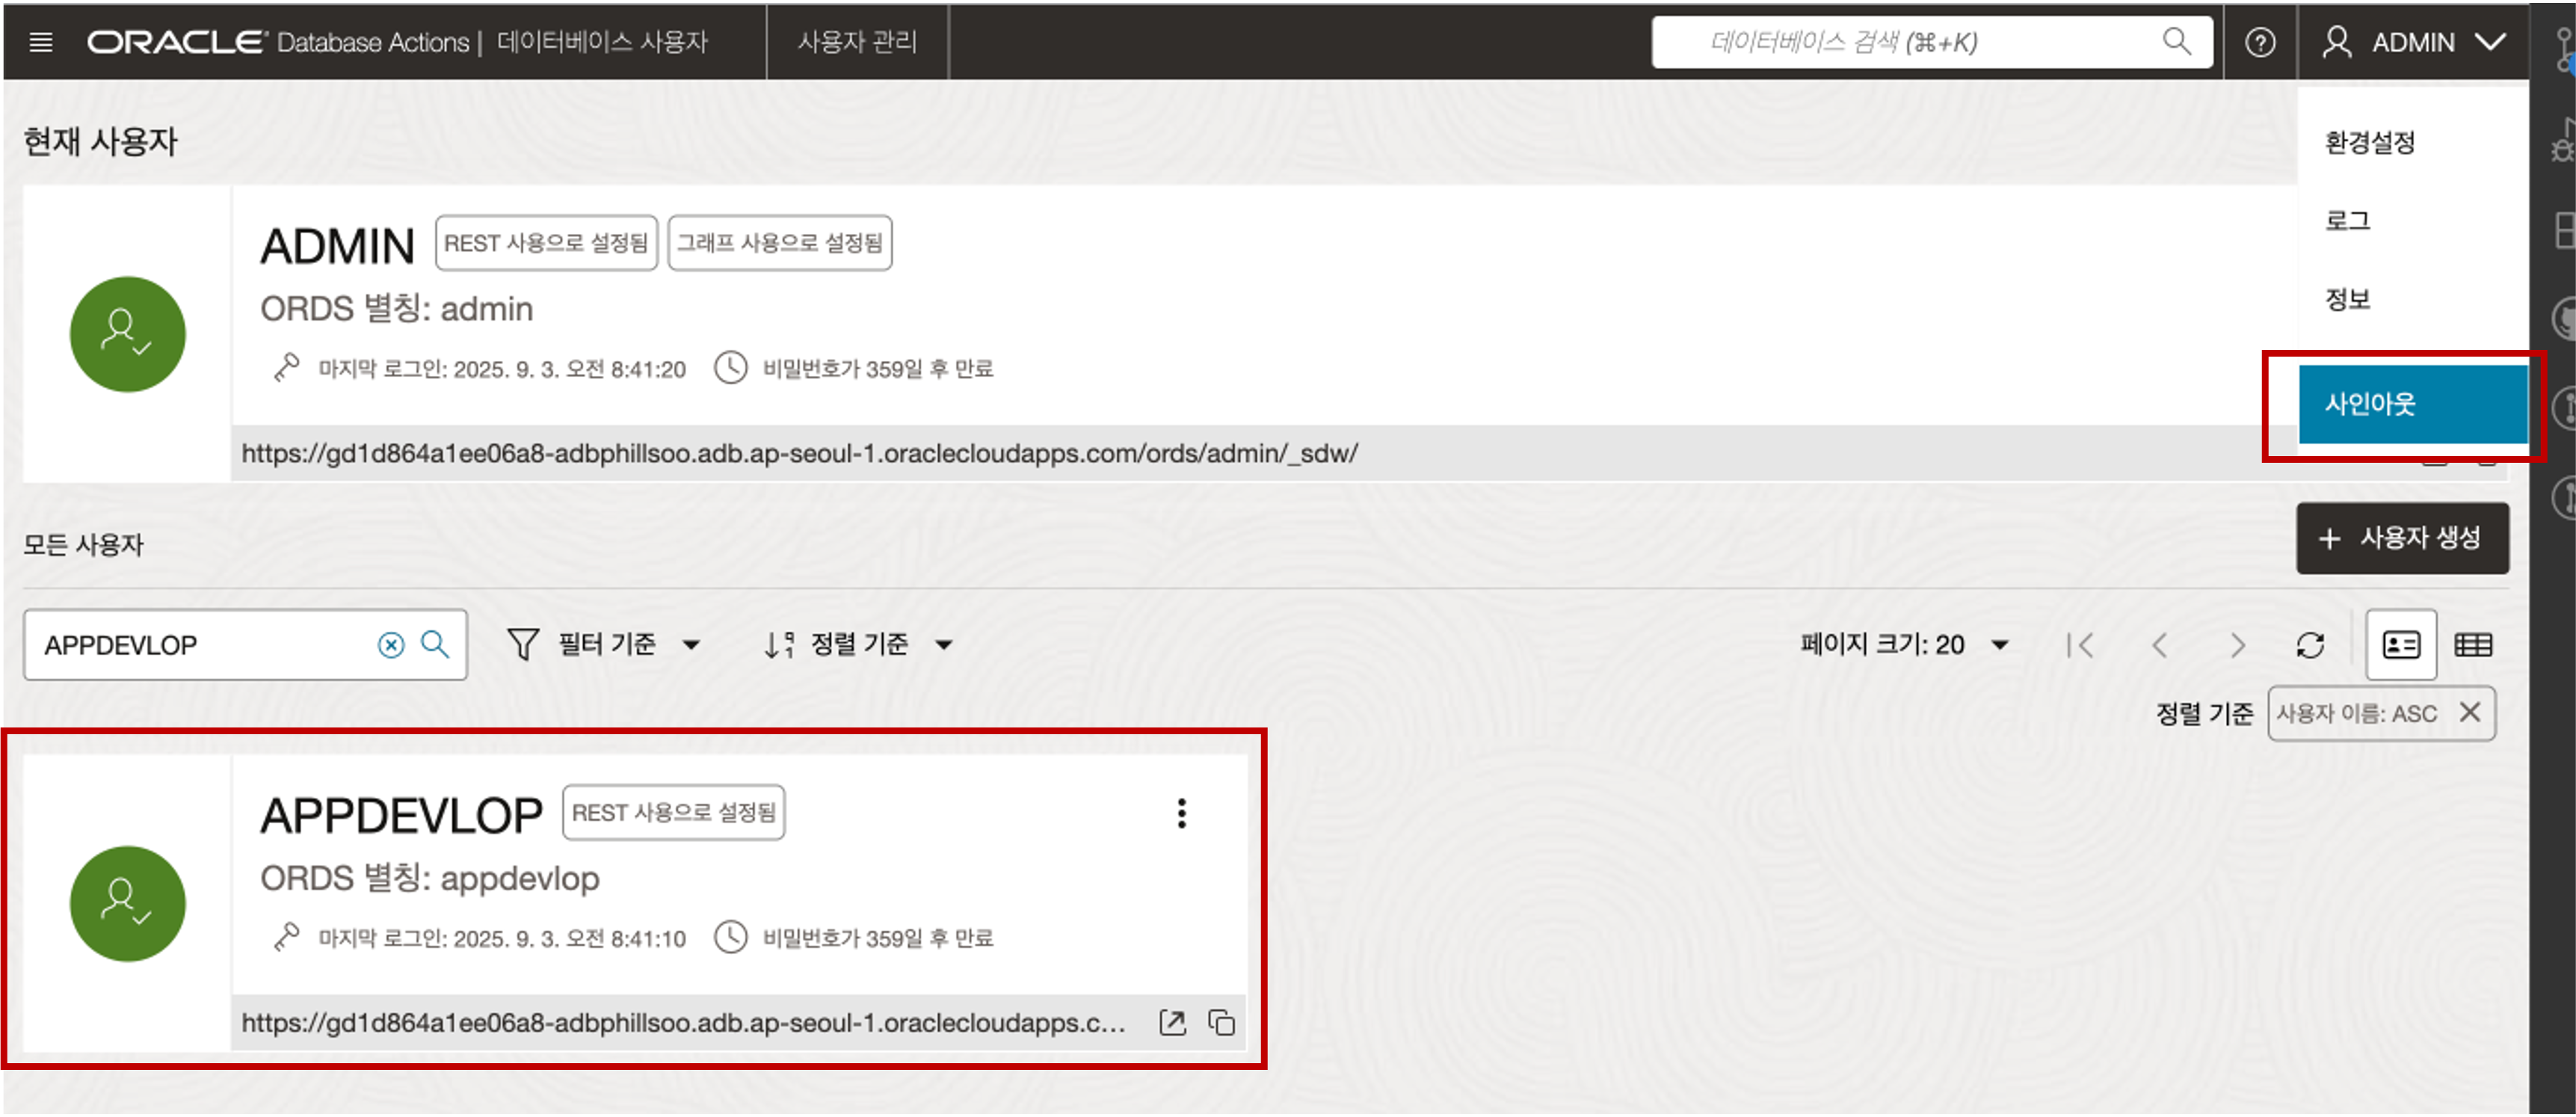 ORACLE Database Actions | 데이터베이스 사용자 사용자 관리 데이터베이스 검색 (⌘+K) ADMIN
환경설정
로그
정보
사인아웃
현재 사용자
ADMIN REST 사용으로 설정됨 그래프 사용으로 설정됨
ORDS 별칭: admin
마지막 로그인: 2025. 9. 3. 오전 8:41:20 비밀번호가 359일 후 만료
https://gd1d864a1ee06a8-adbphillsoo.adb.ap-seoul-1.oraclecloudapps.com/ords/admin/_sdw/
모든 사용자 + 사용자 생성
APPDEVLOP 필터 기준 정렬 기준 페이지 크기: 20
정렬 기준 사용자 이름: ASC
APPDEVLOP REST 사용으로 설정됨
ORDS 별칭: appdevlop
마지막 로그인: 2025. 9. 3. 오전 8:41:10 비밀번호가 359일 후 만료
https://gd1d864a1ee06a8-adbphillsoo.adb.ap-seoul-1.oraclecloudapps.c...